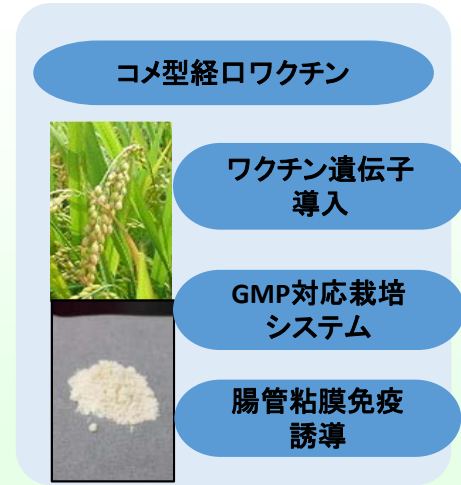 コメ型経口ワクチン
ワクチン遺伝子
導入
GMP対応栽培
システム
腸管粘膜免疫
誘導